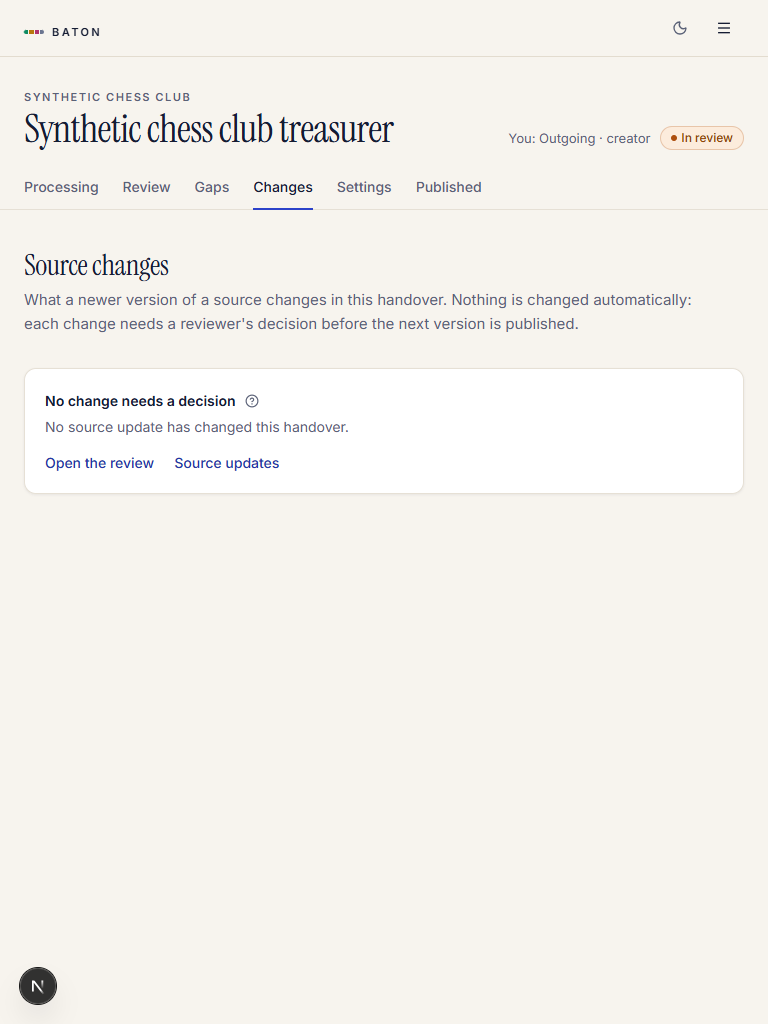 BATON
SYNTHETIC CHESS CLUB
Synthetic chess club treasurer
You: Outgoing · creator
In review
Processing Review Gaps Changes Settings Published
Source changes
What a newer version of a source changes in this handover. Nothing is changed automatically:
each change needs a reviewer's decision before the next version is published.
No change needs a decision
No source update has changed this handover.
Open the review Source updates
N